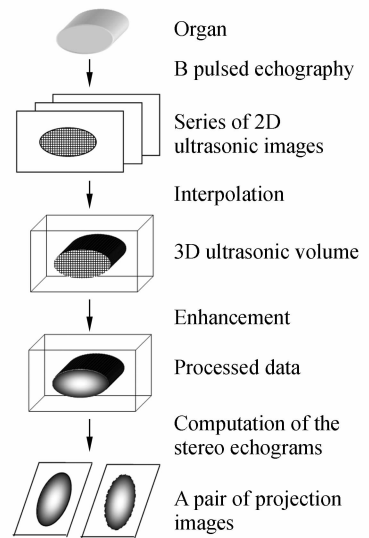 Organ
B pulsed echography
Series of 2D
ultrasonic images
Interpolation
3D ultrasonic volume
Enhancement
Processed data
Computation of the
stereo echograms
A pair of projection
images